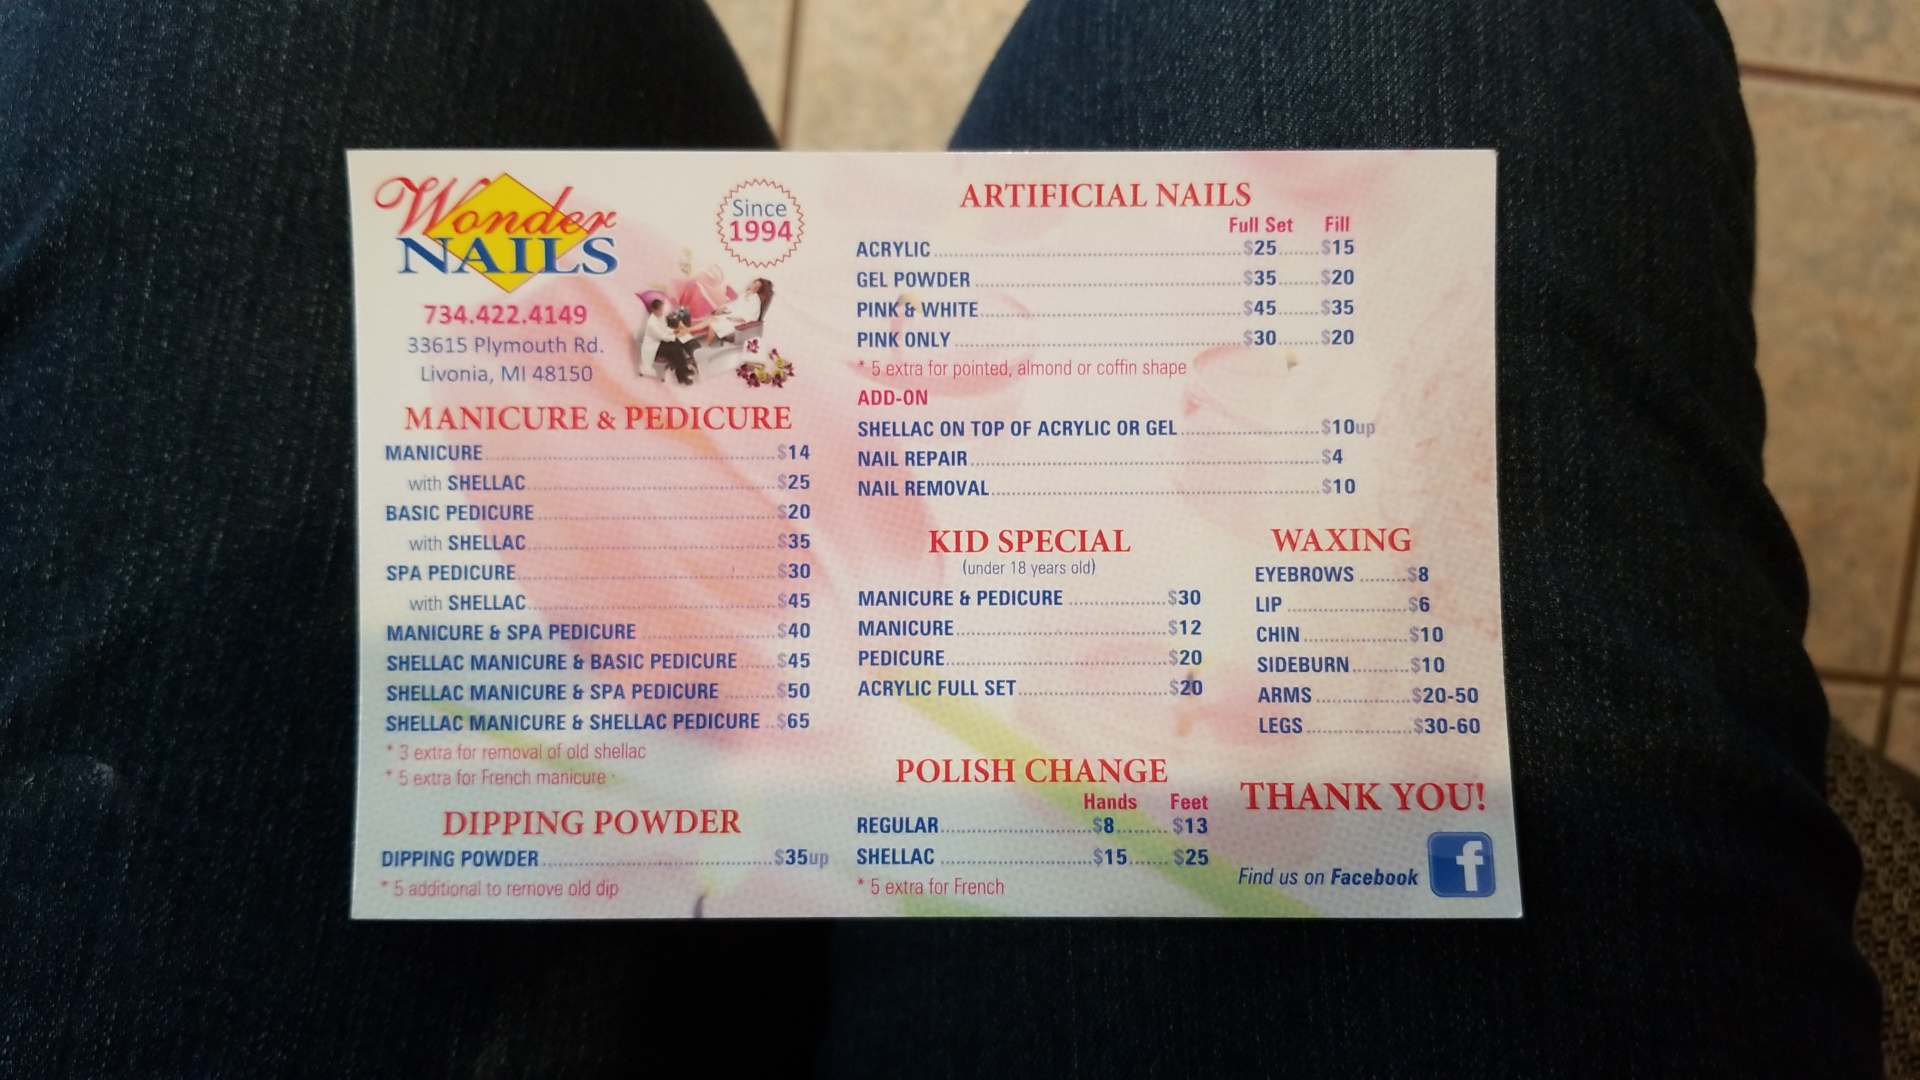 Wonder
NAILS
Since
1994
734.422.4149
33615 Plymouth Rd.
Livonia, MI 48150
MANICURE & PEDICURE
MANICURE $14
with SHELLAC $25
BASIC PEDICURE $20
with SHELLAC $35
SPA PEDICURE $30
with SHELLAC $45
MANICURE & SPA PEDICURE $40
SHELLAC MANICURE & BASIC PEDICURE $45
SHELLAC MANICURE & SPA PEDICURE $50
SHELLAC MANICURE & SHELLAC PEDICURE $65
* 3 extra for removal of old shellac
* 5 extra for French manicure
DIPPING POWDER
DIPPING POWDER $35up
* 5 additional to remove old dip
ARTIFICIAL NAILS
Full Set Fill
ACRYLIC $25 $15
GEL POWDER $35 $20
PINK & WHITE $45 $35
PINK ONLY $30 $20
* 5 extra for pointed, almond or coffin shape
ADD-ON
SHELLAC ON TOP OF ACRYLIC OR GEL $10up
NAIL REPAIR $4
NAIL REMOVAL $10
KID SPECIAL
(under 18 years old)
MANICURE & PEDICURE $30
MANICURE $12
PEDICURE $20
ACRYLIC FULL SET $20
WAXING
EYEBROWS $8
LIP $6
CHIN $10
SIDEBURN $10
ARMS $20-50
LEGS $30-60
POLISH CHANGE
Hands Feet
REGULAR $8 $13
SHELLAC $15 $25
* 5 extra for French
THANK YOU!
Find us on Facebook
f